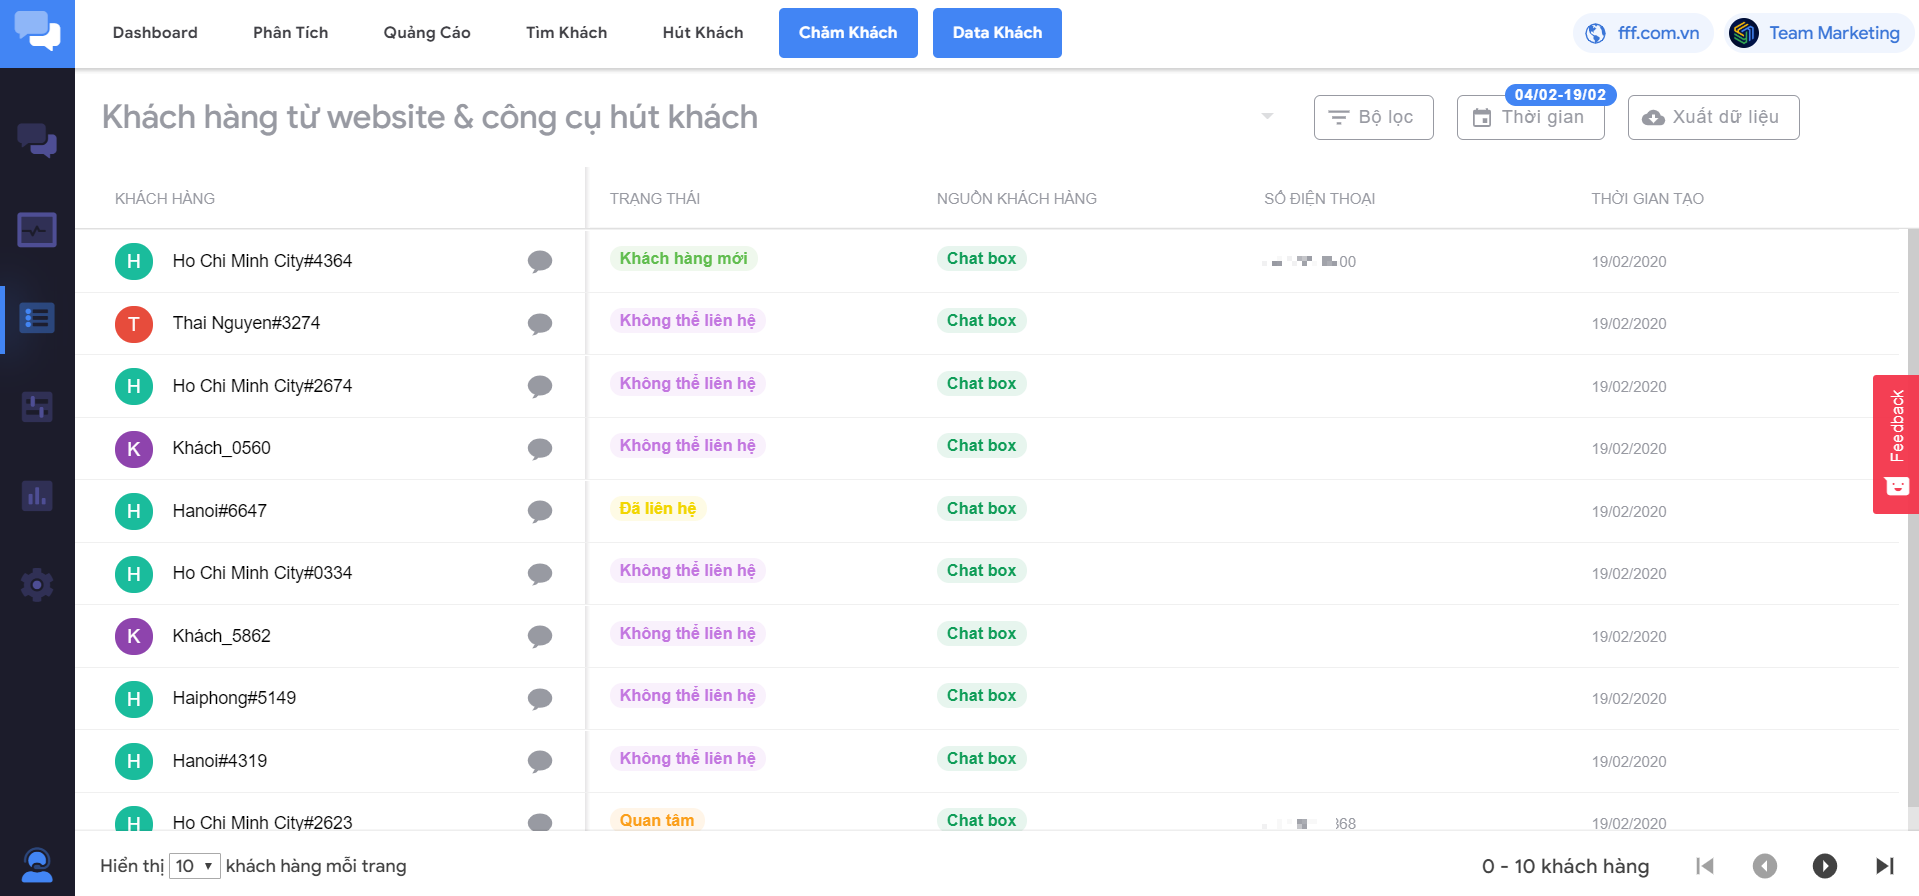 Dashboard Phân Tích Quảng Cáo Tìm Khách Hút Khách Chăm Khách Data Khách fff.com.vn Team Marketing
Khách hàng từ website & công cụ hút khách
Bộ lọc
04/02-19/02
Thời gian
Xuất dữ liệu
KHÁCH HÀNG TRẠNG THÁI NGUỒN KHÁCH HÀNG SỐ ĐIỆN THOẠI THỜI GIAN TẠO
H Ho Chi Minh City#4364 Khách hàng mới Chat box 00 19/02/2020
T Thai Nguyen#3274 Không thể liên hệ Chat box 19/02/2020
H Ho Chi Minh City#2674 Không thể liên hệ Chat box 19/02/2020
K Khách_0560 Không thể liên hệ Chat box 19/02/2020
H Hanoi#6647 Đã liên hệ Chat box 19/02/2020
H Ho Chi Minh City#0334 Không thể liên hệ Chat box 19/02/2020
K Khách_5862 Không thể liên hệ Chat box 19/02/2020
H Haiphong#5149 Không thể liên hệ Chat box 19/02/2020
H Hanoi#4319 Không thể liên hệ Chat box 19/02/2020
H Ho Chi Minh City#2623 Quan tâm Chat box 368 19/02/2020
Feedback
Hiển thị 10 khách hàng mỗi trang 0 - 10 khách hàng